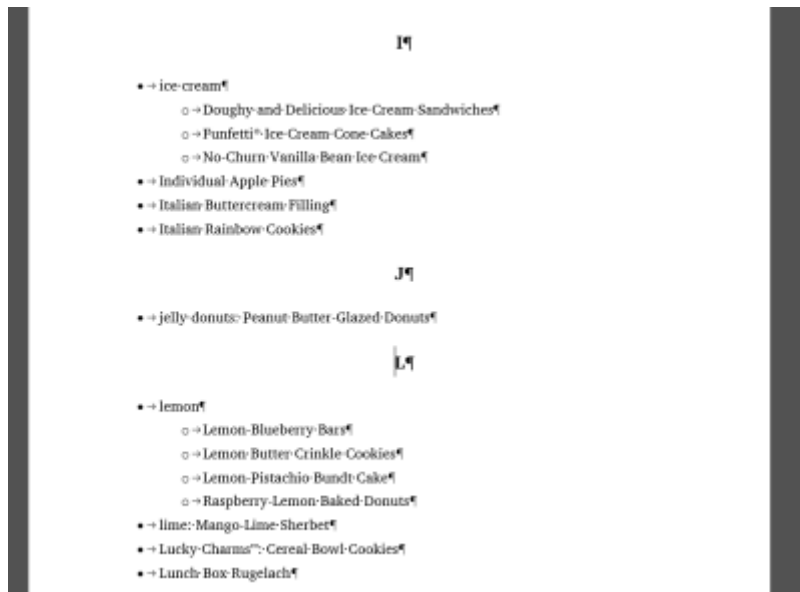 I¶
•→ice·cream¶
○→Doughy·and·Delicious·Ice·Cream·Sandwiches¶
○→Funfetti®·Ice·Cream·Cone·Cakes¶
○→No-Churn·Vanilla·Bean·Ice·Cream¶
•→Individual·Apple·Pies¶
•→Italian·Buttercream·Filling¶
•→Italian·Rainbow·Cookies¶
J¶
•→jelly·donuts:·Peanut·Butter-Glazed·Donuts¶
L¶
•→lemon¶
○→Lemon-Blueberry·Bars¶
○→Lemon·Butter·Crinkle·Cookies¶
○→Lemon-Pistachio·Bundt·Cake¶
○→Raspberry-Lemon·Baked·Donuts¶
•→lime:·Mango-Lime·Sherbet¶
•→Lucky·Charms™:·Cereal·Bowl·Cookies¶
•→Lunch·Box·Rugelach¶